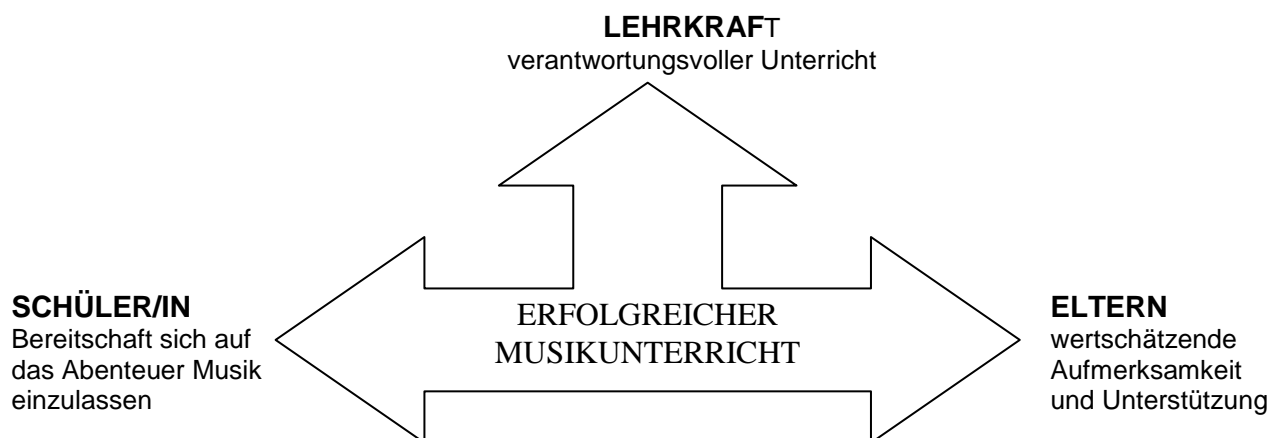 LEHRKRAFT
verantwortungsvoller Unterricht
SCHÜLER/IN
Bereitschaft sich auf
das Abenteuer Musik
einzulassen
ERFOLGREICHER
MUSIKUNTERRICHT
ELTERN
wertschätzende
Aufmerksamkeit
und Unterstützung